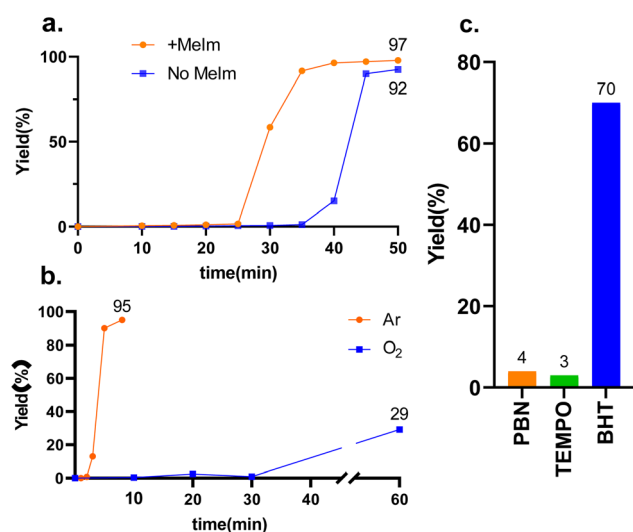 a.
+MeIm
No MeIm
97
92
Yield(%)
100
50
0
0 10 20 30 40 50
time(min)
b.
95
Ar
O₂
29
Yield(%)
100
80
60
40
20
0
10 20 30 40 60
time(min)
c.
Yield(%)
80
60
40
20
0
4
3
70
PBN
TEMPO
BHT